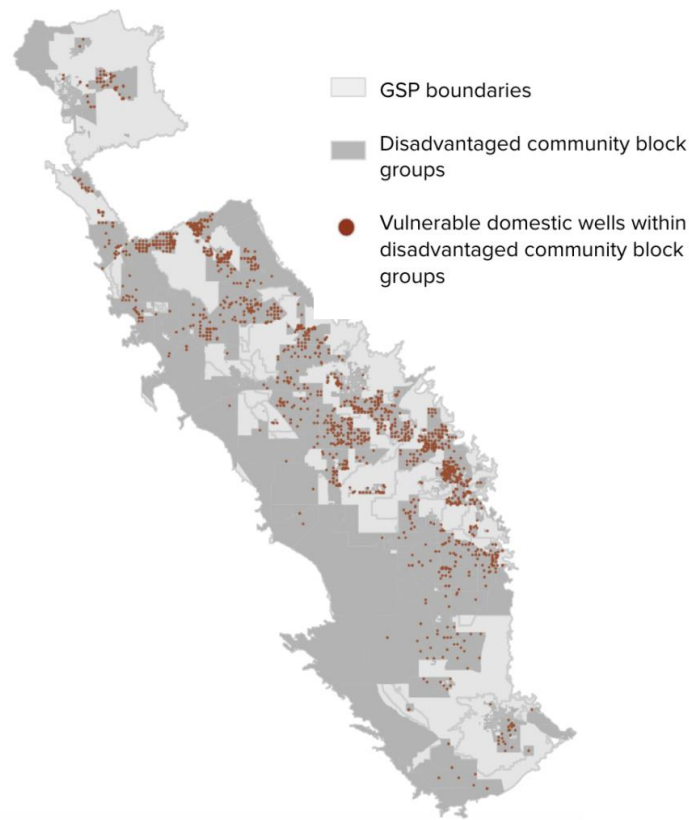 GSP boundaries
Disadvantaged community block
groups
Vulnerable domestic wells within
disadvantaged community block
groups